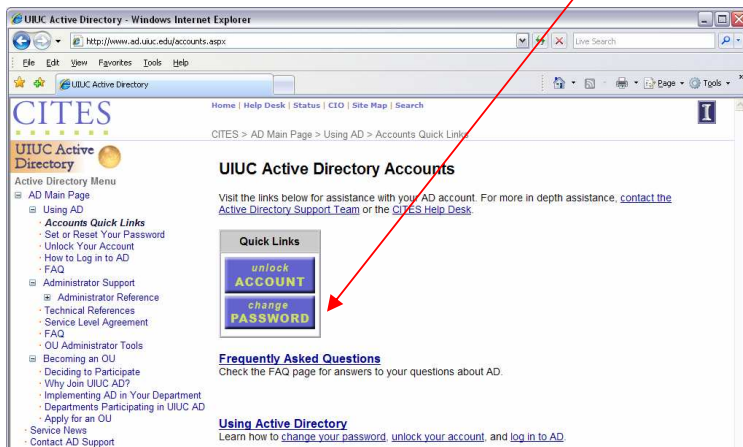 UIUC Active Directory - Windows Internet Explorer
http://www.ad.uiuc.edu/accounts.aspx
Live Search
File Edit View Favorites Tools Help
UIUC Active Directory
Page Tools
CITES
Home | Help Desk | Status | CIO | Site Map | Search
I
CITES > AD Main Page > Using AD > Accounts Quick Links
UIUC Active
Directory
Active Directory Menu
AD Main Page
Using AD
Accounts Quick Links
Set or Reset Your Password
Unlock Your Account
How to Log in to AD
FAQ
Administrator Support
Administrator Reference
Technical References
Service Level Agreement
FAQ
OU Administrator Tools
Becoming an OU
Deciding to Participate
Why Join UIUC AD?
Implementing AD in Your Department
Departments Participating in UIUC AD
Apply for an OU
Service News
Contact AD Support
UIUC Active Directory Accounts
Visit the links below for assistance with your AD account. For more in depth assistance, contact the
Active Directory Support Team or the CITES Help Desk.
Quick Links
unlock
ACCOUNT
change
PASSWORD
Frequently Asked Questions
Check the FAQ page for answers to your questions about AD.
Using Active Directory
Learn how to change your password, unlock your account, and log in to AD.